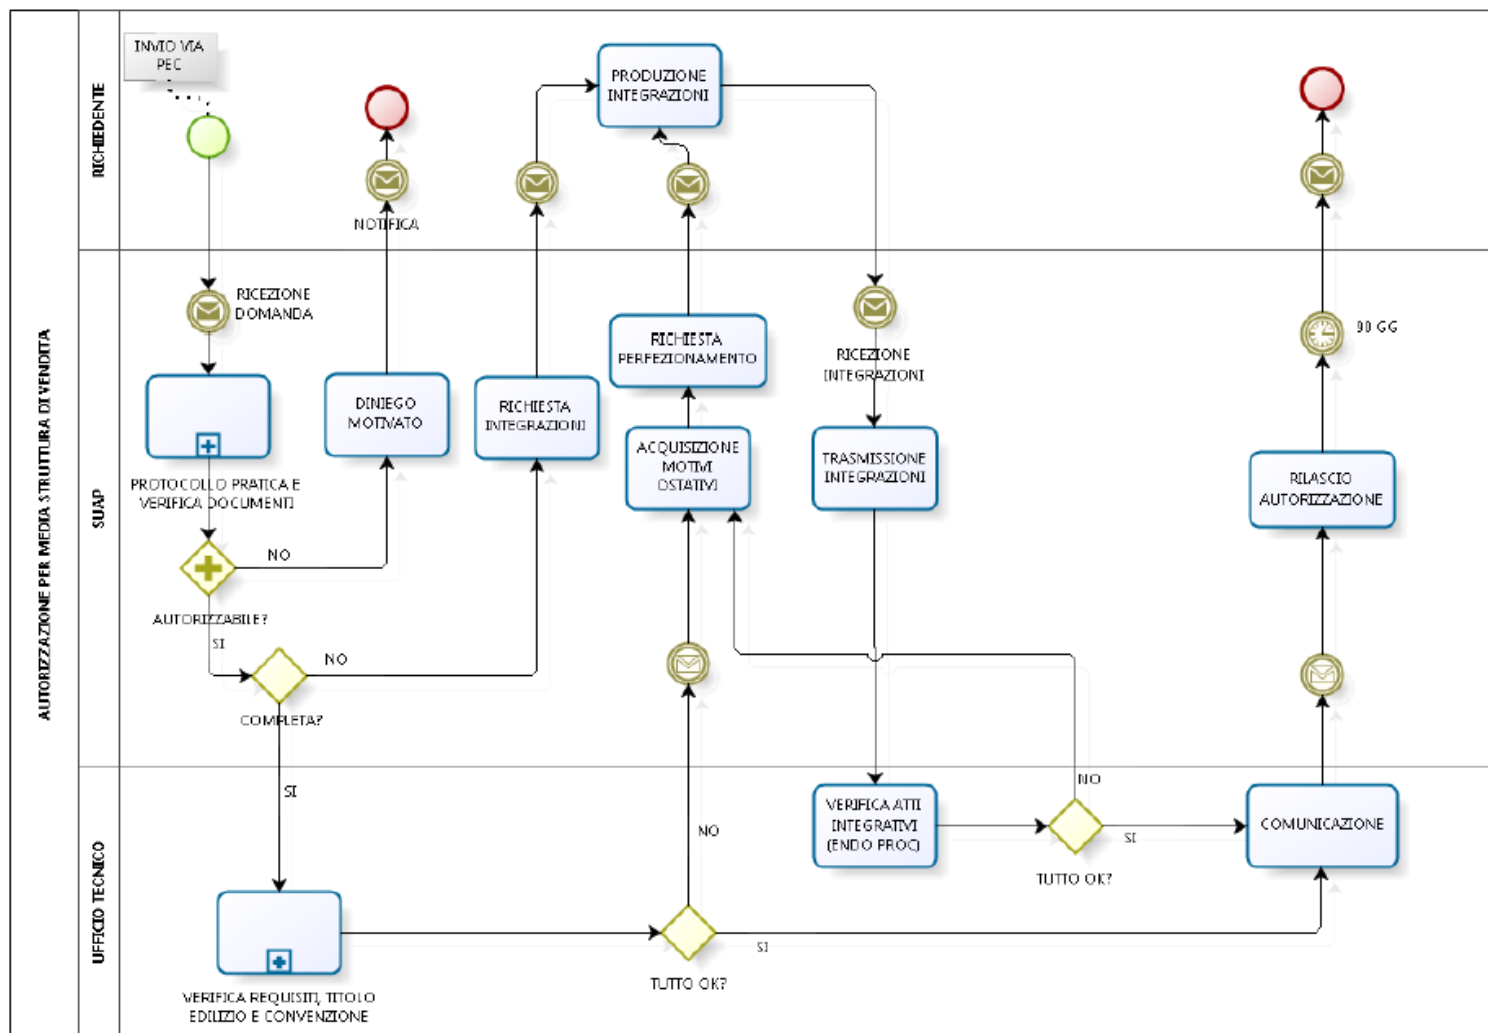 AUTORIZZAZIONE PER MEDIA STRUTTURA DI VENDITA
RICHIEDENTE
INVIO VIA
PEC
NOTIFICA
PRODUZIONE
INTEGRAZIONI
SUAP
RICEZIONE
DOMANDA
PROTOCOLLO PRATICA E
VERIFICA DOCUMENTI
DINIEGO
MOTIVATO
RICHIESTA
INTEGRAZIONI
RICHIESTA
PERFEZIONAMENTO
ACQUISIZIONE
MOTIVI
OSTATIVI
RICEZIONE
INTEGRAZIONI
TRASMISSIONE
INTEGRAZIONI
90 GG
RILASCIO
AUTORIZZAZIONE
NO
AUTORIZZABILE?
SI
NO
COMPLETA?
UFFICIO TECNICO
SI
NO
NO
VERIFICA ATTI
INTEGRATIVI
(ENDO PROC)
SI
TUTTO OK?
COMUNICAZIONE
SI
TUTTO OK?
VERIFICA REQUISITI, TITOLO
EDILIZIO E CONVENZIONE